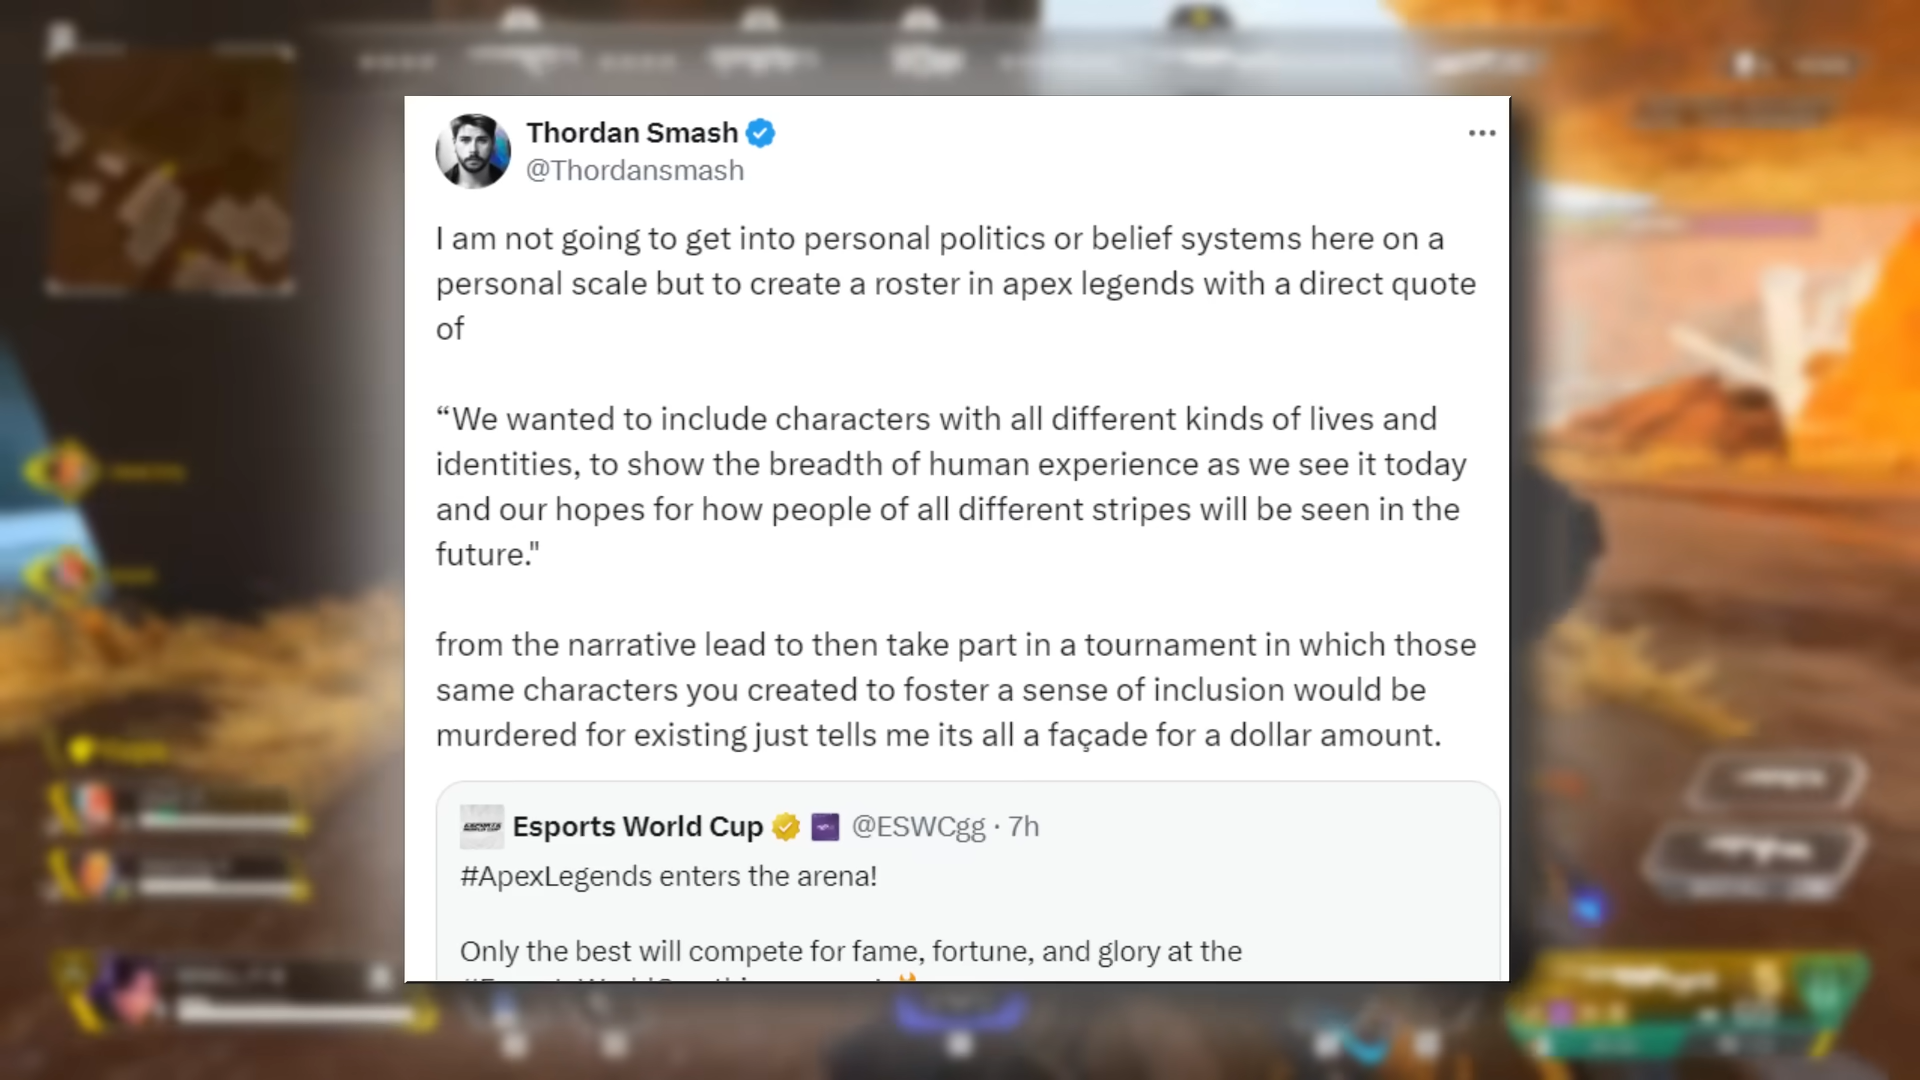 Thordan Smash
@Thordansmash
I am not going to get into personal politics or belief systems here on a
personal scale but to create a roster in apex legends with a direct quote
of
“We wanted to include characters with all different kinds of lives and
identities, to show the breadth of human experience as we see it today
and our hopes for how people of all different stripes will be seen in the
future."
from the narrative lead to then take part in a tournament in which those
same characters you created to foster a sense of inclusion would be
murdered for existing just tells me its all a façade for a dollar amount.
Esports World Cup @ESWCgg · 7h
#ApexLegends enters the arena!
Only the best will compete for fame, fortune, and glory at the